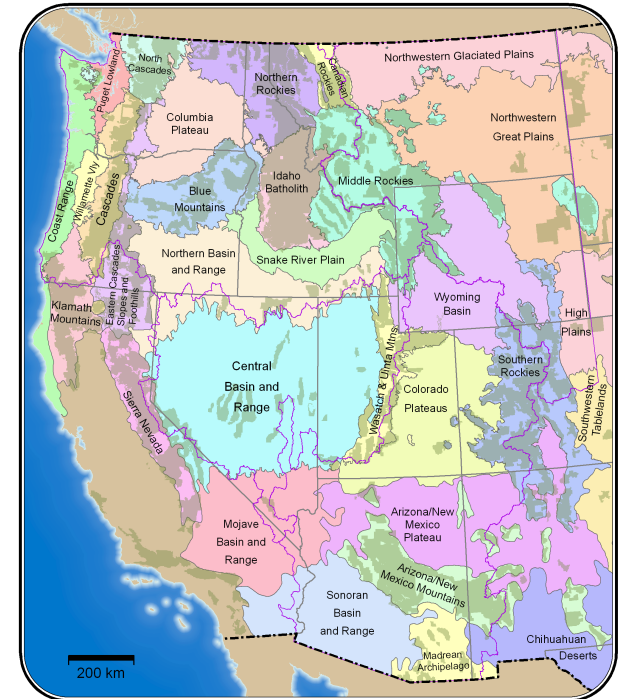 North
Cascades
Puget Lowland
Northern
Rockies
Canadian
Rockies
Northwestern Glaciated Plains
Columbia
Plateau
Northwestern
Great Plains
Coast Range
Willamette Vly
Cascades
Blue
Mountains
Idaho
Batholith
Middle Rockies
Northern Basin
and Range
Snake River Plain
Eastern Cascades
Slopes and
Foothills
Klamath
Mountains
Wyoming
Basin
High
Plains
Central
Basin and
Range
Wasatch & Uinta Mtns
Southern
Rockies
Colorado
Plateaus
Southwestern
Tablelands
Sierra Nevada
Mojave
Basin and
Range
Arizona/New
Mexico
Plateau
Arizona/New
Mexico Mountains
Sonoran
Basin
and Range
Madrean
Archipelago
Chihuahuan
Deserts
200 km